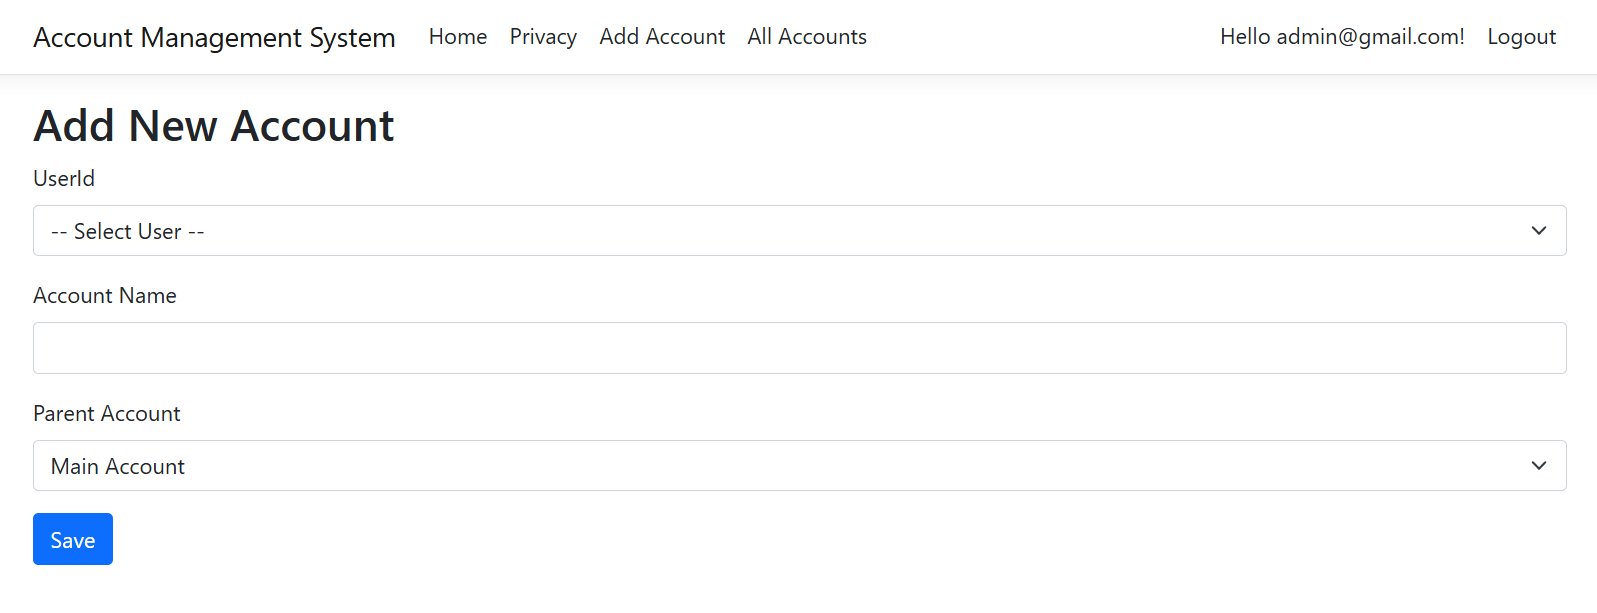 Account Management System Home Privacy Add Account All Accounts Hello admin@gmail.com! Logout
Add New Account
UserId
-- Select User --
Account Name
Parent Account
Main Account
Save